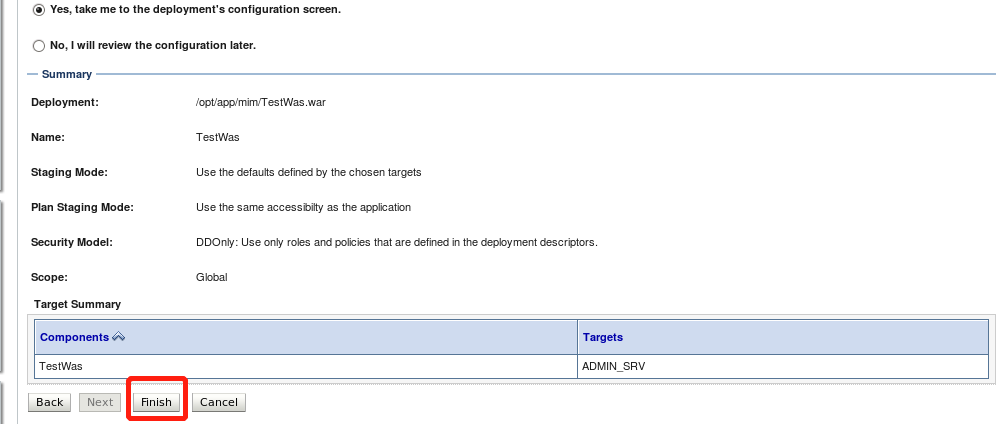 Yes, take me to the deployment's configuration screen.
No, I will review the configuration later.
Summary
Deployment: /opt/app/mim/TestWas.war
Name: TestWas
Staging Mode: Use the defaults defined by the chosen targets
Plan Staging Mode: Use the same accessibilty as the application
Security Model: DDOnly: Use only roles and policies that are defined in the deployment descriptors.
Scope: Global
Target Summary
Components Targets
TestWas ADMIN_SRV
Back Next Finish Cancel